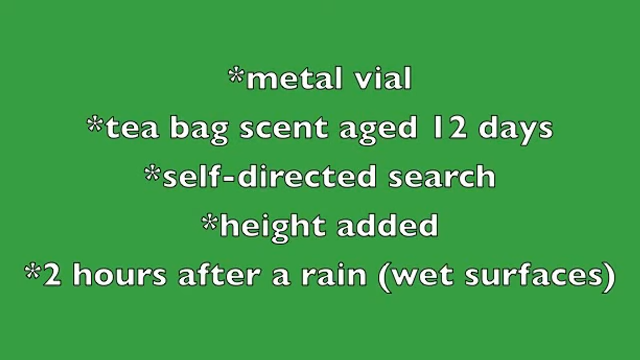 *metal vial
*tea bag scent aged 12 days
*self-directed search
*height added
*2 hours after a rain (wet surfaces)